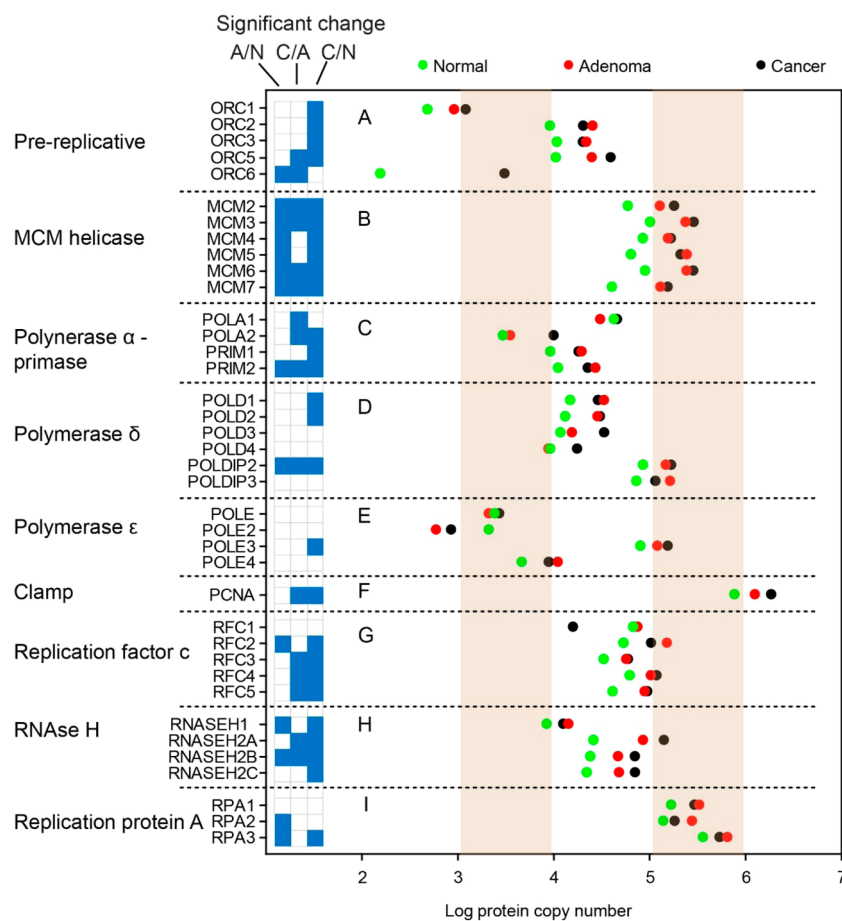 Significant change
A/N C/A C/N
Normal Adenoma Cancer
Pre-replicative
A
ORC1
ORC2
ORC3
ORC5
ORC6
MCM helicase
B
MCM2
MCM3
MCM4
MCM5
MCM6
MCM7
Polynerase α -
primase
C
POLA1
POLA2
PRIM1
PRIM2
Polymerase δ
D
POLD1
POLD2
POLD3
POLD4
POLDIP2
POLDIP3
Polymerase ε
E
POLE
POLE2
POLE3
POLE4
Clamp
F
PCNA
Replication factor c
G
RFC1
RFC2
RFC3
RFC4
RFC5
RNAse H
H
RNASEH1
RNASEH2A
RNASEH2B
RNASEH2C
Replication protein A
I
RPA1
RPA2
RPA3
2 3 4 5 6 7
Log protein copy number